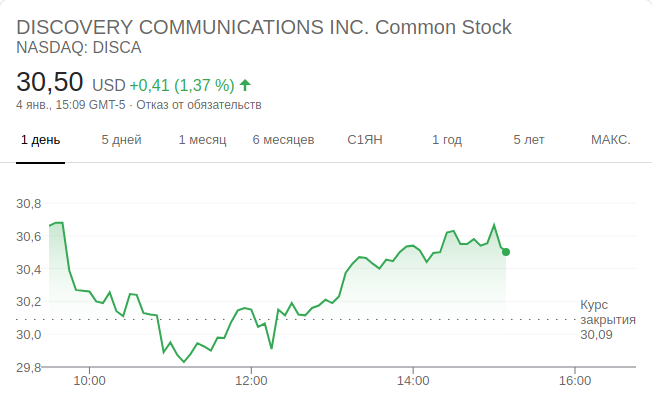 DISCOVERY COMMUNICATIONS INC. Common Stock
NASDAQ: DISCA
30,50 USD +0,41 (1,37 %)
4 янв., 15:09 GMT-5 · Отказ от обязательств
1 день 5 дней 1 месяц 6 месяцев С1ЯН 1 год 5 лет МАКС.
30,8
30,6
30,4
30,2
30,0
29,8
Курс
закрытия
30,09
10:00 12:00 14:00 16:00